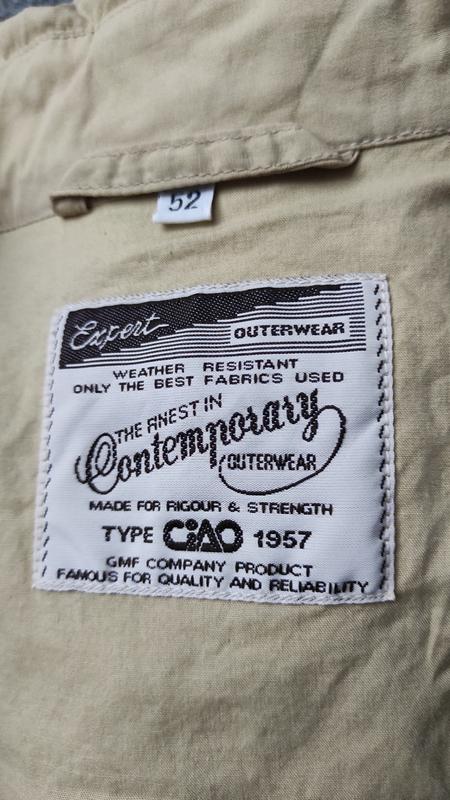 52
Expert
OUTERWEAR
WEATHER RESISTANT
ONLY THE BEST FABRICS USED
THE FINEST IN
Contemporary
OUTERWEAR
MADE FOR RIGOUR & STRENGTH
TYPE CIAO 1957
GMF COMPANY PRODUCT
FAMOUS FOR QUALITY AND RELIABILITY